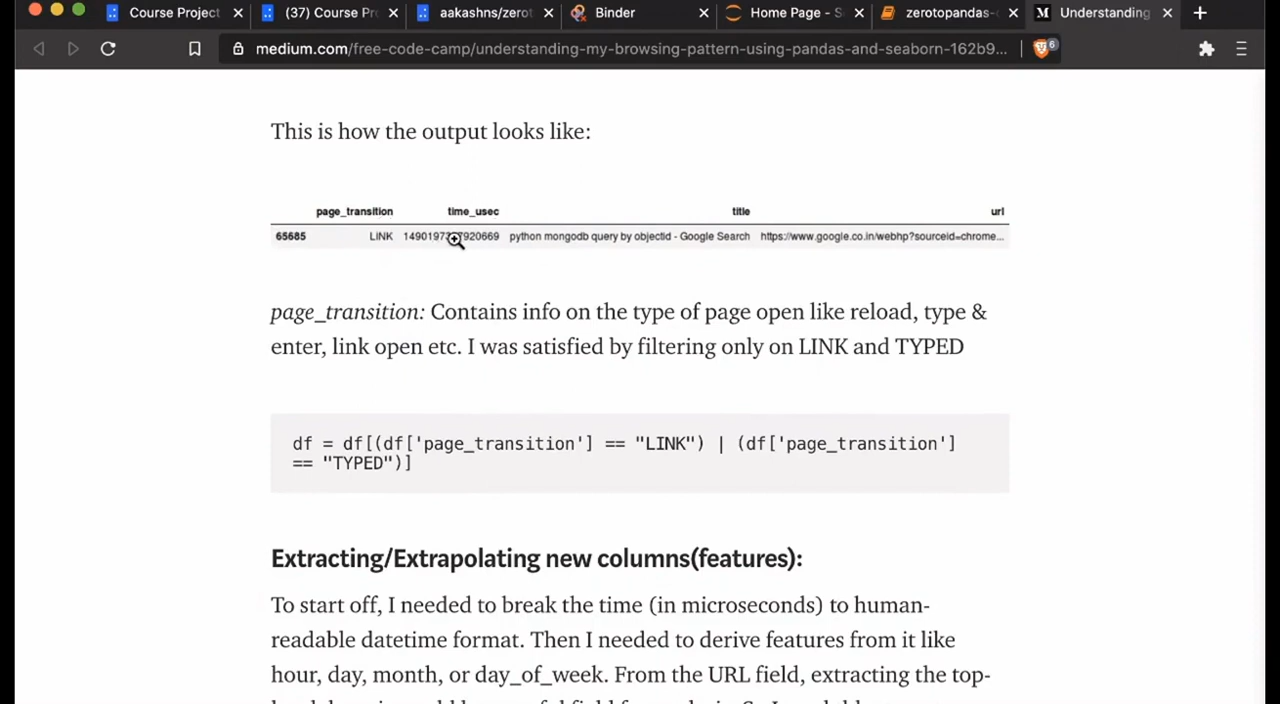 Course Project
(37) Course Pr
aakashns/zerot
Binder
Home Page - S
zerotopandas-
Understanding
medium.com/free-code-camp/understanding-my-browsing-pattern-using-pandas-and-seaborn-162b9...
6
This is how the output looks like:
page_transition time_usec title url
65685 LINK python mongodb query by objectid - Google Search https://www.google.co.in/webhp?sourceid=chrome...
page_transition: Contains info on the type of page open like reload, type &
enter, link open etc. I was satisfied by filtering only on LINK and TYPED
df = df[(df['page_transition'] == "LINK") | (df['page_transition']
== "TYPED")]
Extracting/Extrapolating new columns(features):
To start off, I needed to break the time (in microseconds) to human-
readable datetime format. Then I needed to derive features from it like
hour, day, month, or day_of_week. From the URL field, extracting the top-